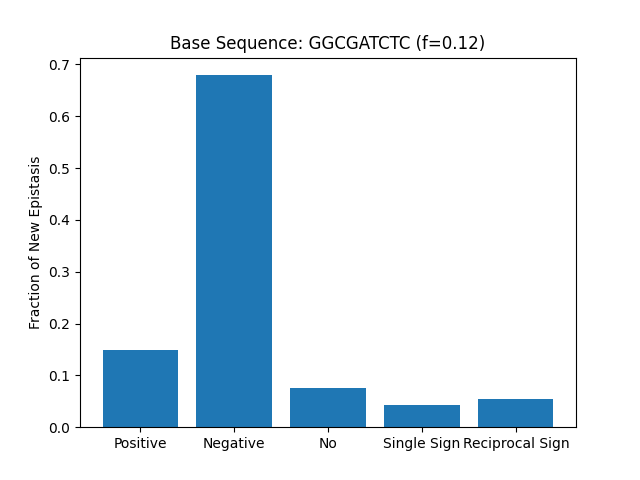 Base Sequence: GGCGATCTC (f=0.12)
Fraction of New Epistasis
0.7
0.6
0.5
0.4
0.3
0.2
0.1
0.0
Positive Negative No Single Sign Reciprocal Sign